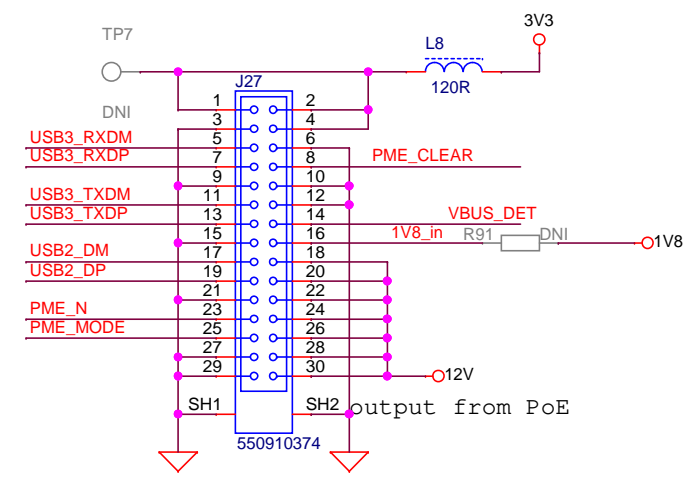 3V3
TP7
L8
120R
J27
DNI
1 2
3 4
USB3_RXDM 5 6
USB3_RXDP 7 8 PME_CLEAR
9 10
USB3_TXDM 11 12
USB3_TXDP 13 14 VBUS_DET
15 16 1V8_in R91 DNI 1V8
USB2_DM 17 18
USB2_DP 19 20
21 22
PME_N 23 24
PME_MODE 25 26
27 28
29 30 12V
SH1 SH2 output from PoE
550910374